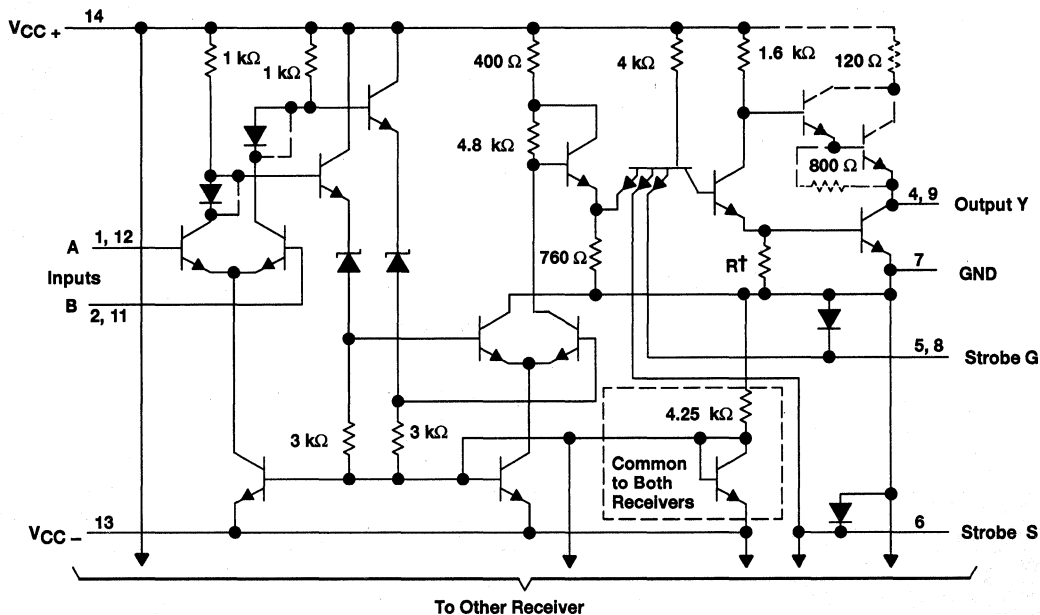 VCC+ 14
1 kΩ
1 kΩ
400 Ω
4 kΩ
1.6 kΩ
120 Ω
4.8 kΩ
800 Ω
4, 9 Output Y
A 1, 12
Inputs
B 2, 11
760 Ω
R†
7 GND
5, 8 Strobe G
3 kΩ
3 kΩ
4.25 kΩ
Common
to Both
Receivers
VCC− 13
6 Strobe S
To Other Receiver